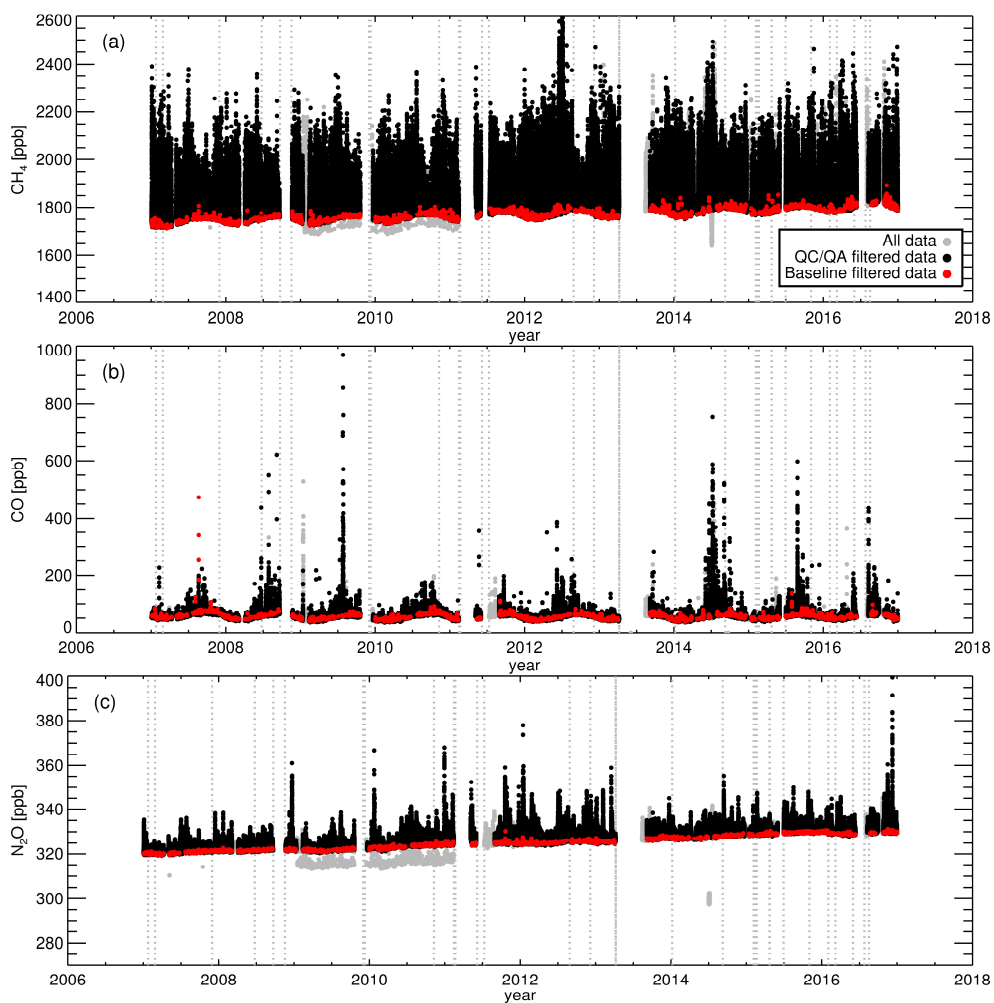 (a)
CH₄ [ppb]
2600
2400
2200
2000
1800
1600
1400
All data
QC/QA filtered data
Baseline filtered data
2006 2008 2010 2012 2014 2016 2018
year
(b)
CO [ppb]
1000
800
600
400
200
0
2006 2008 2010 2012 2014 2016 2018
year
(c)
N₂O [ppb]
400
380
360
340
320
300
280
2006 2008 2010 2012 2014 2016 2018
year